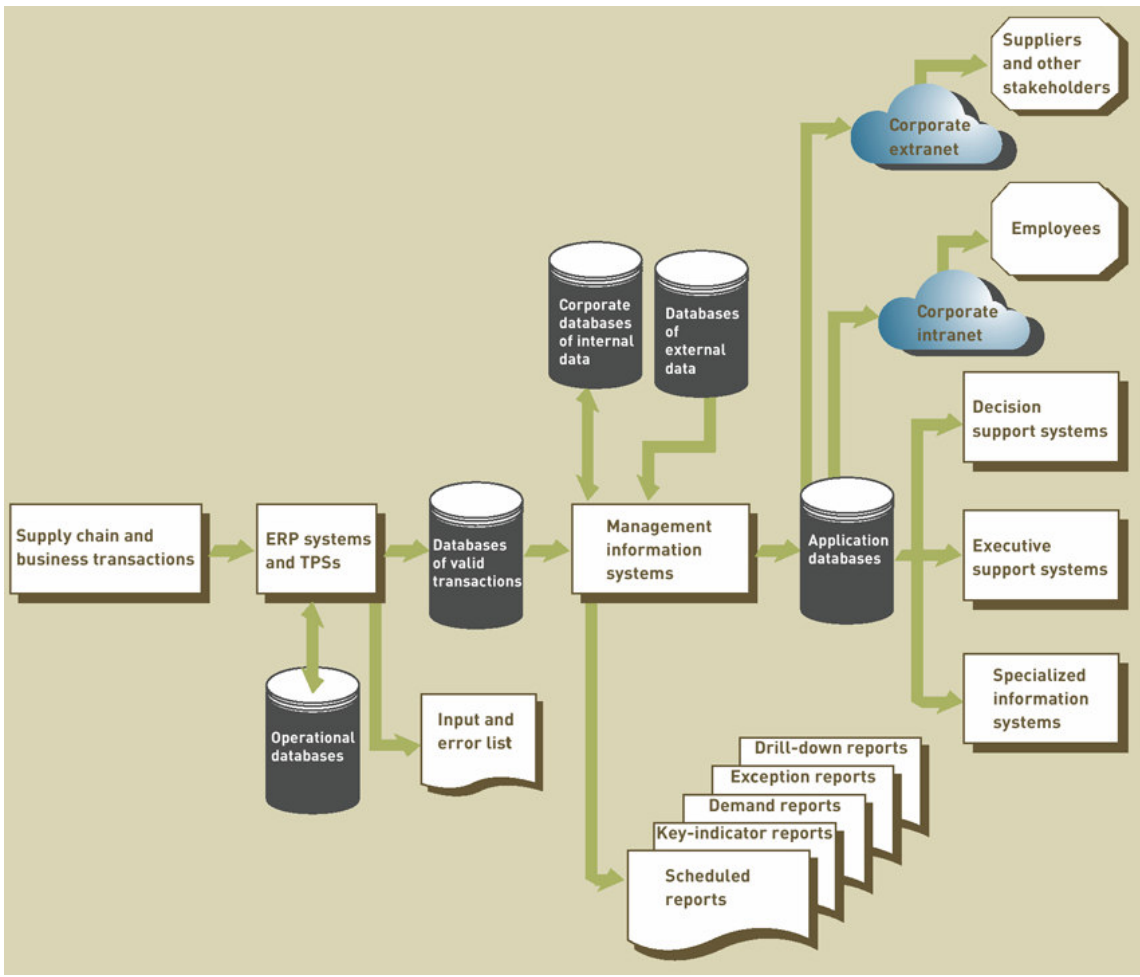 Suppliers
and other
stakeholders
Corporate
extranet
Employees
Corporate
intranet
Corporate
databases
of internal
data
Databases
of
external
data
Decision
support systems
Supply chain and
business transactions
ERP systems
and TPSs
Databases
of valid
transactions
Management
information
systems
Application
databases
Executive
support systems
Operational
databases
Input and
error list
Specialized
information
systems
Drill-down reports
Exception reports
Demand reports
Key-indicator reports
Scheduled
reports